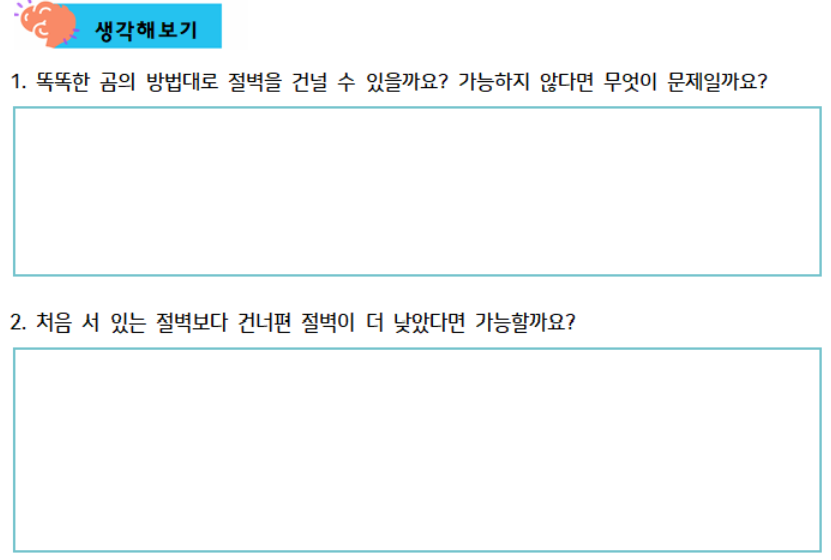 생각해보기
1. 똑똑한 곰의 방법대로 절벽을 건널 수 있을까요? 가능하지 않다면 무엇이 문제일까요?
2. 처음 서 있는 절벽보다 건너편 절벽이 더 낮았다면 가능할까요?